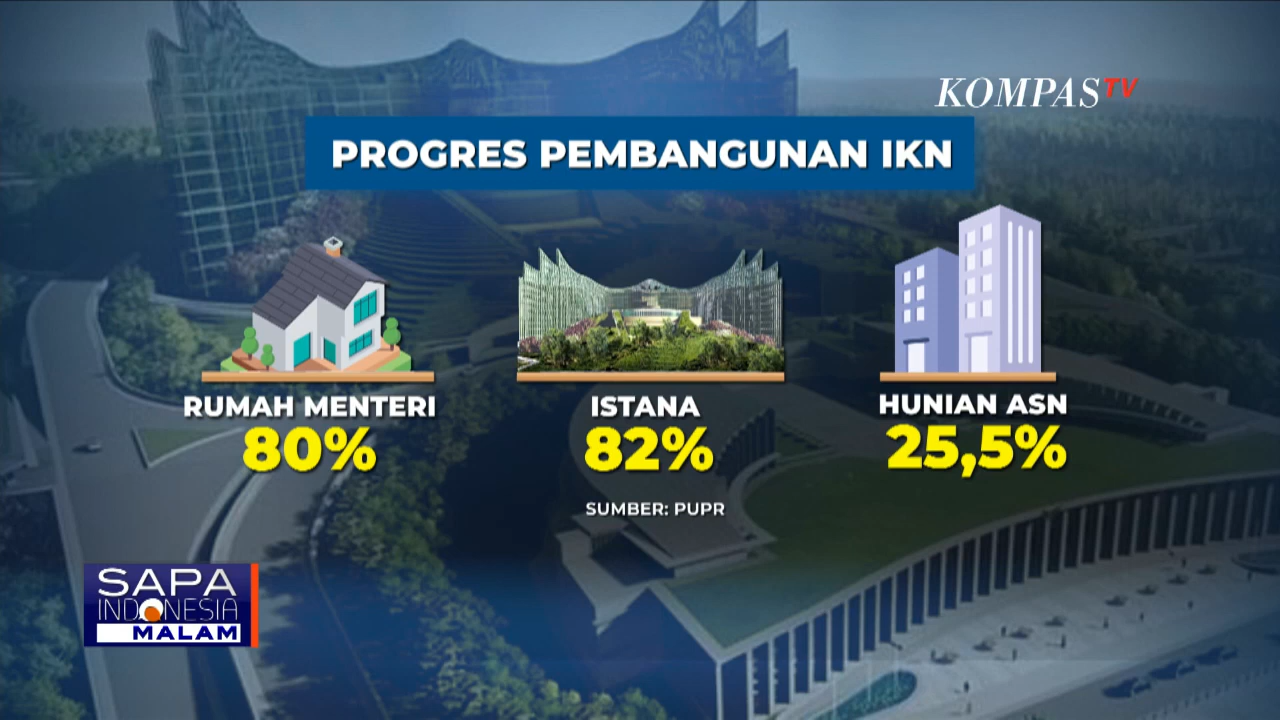 KOMPASTV
PROGRES PEMBANGUNAN IKN
RUMAH MENTERI
80%
ISTANA
82%
HUNIAN ASN
25,5%
SUMBER: PUPR
SAPA
INDONESIA
MALAM